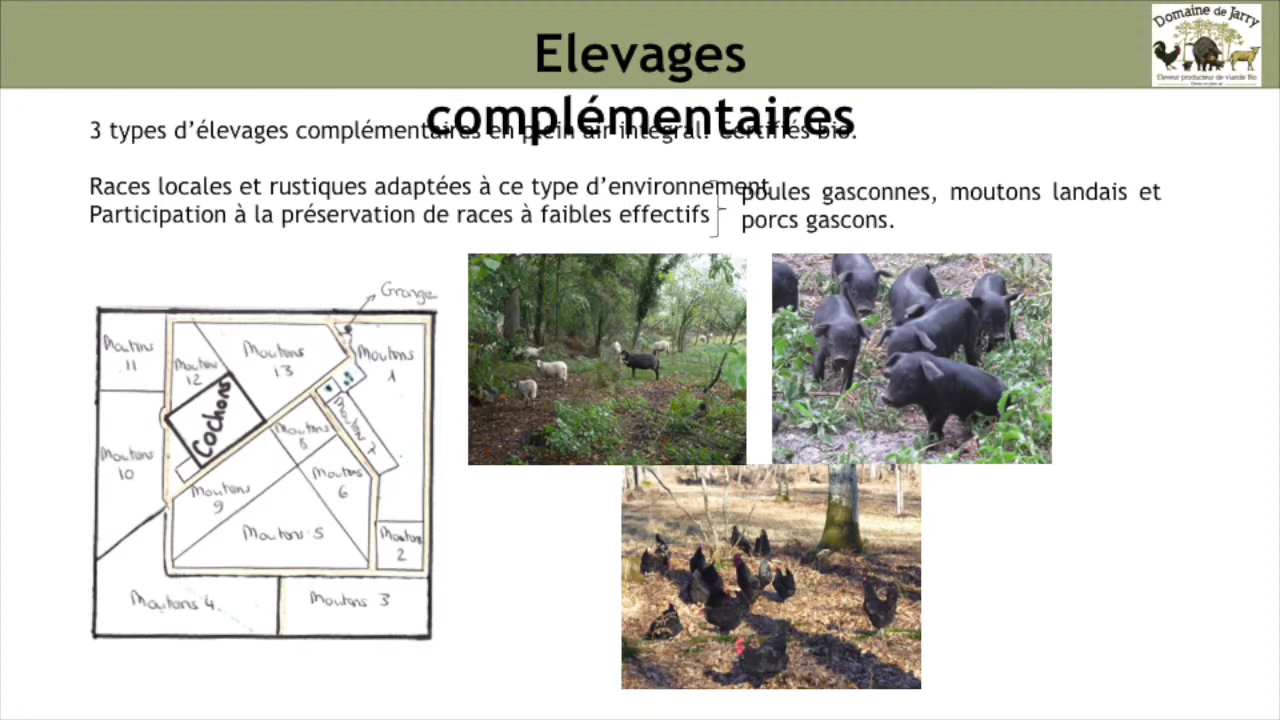 Elevages
complémentaires
Domaine de Jarry
Eleveur producteur de viande Bio
3 types d’élevages complémentaires en plein air intégral. Certifiés bio.
Races locales et rustiques adaptées à ce type d’environnement
Participation à la préservation de races à faibles effectifs
poules gasconnes, moutons landais et
porcs gascons.
Grange
Moutons
11
Moutons
12
Moutons
13
Moutons
1
Cochons
Moutons
8
Moutons 7
Moutons
10
Moutons
9
Moutons
6
Moutons 5
Moutons
2
Moutons 4
Moutons 3